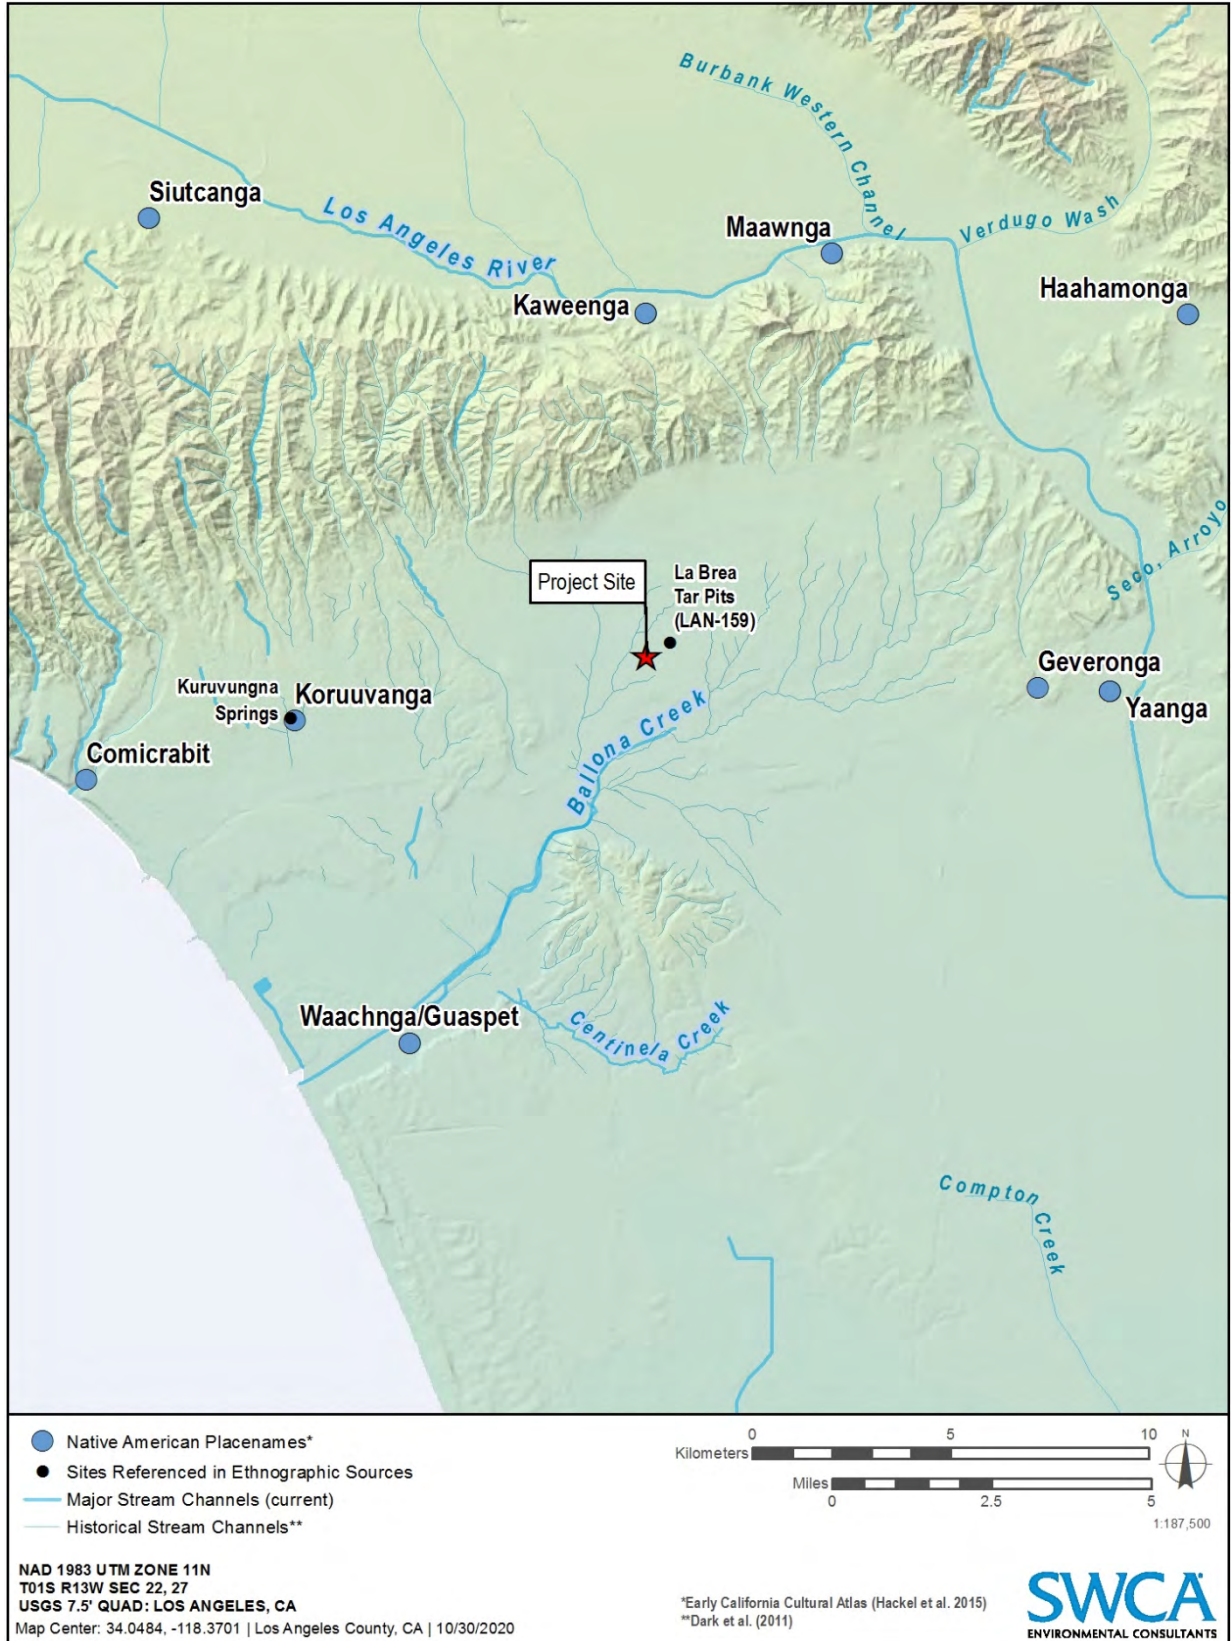 Burbank Western Channel
Siutcanga
Los Angeles River
Maawnga
Verdugo Wash
Kaweenga
Haahamonga
Seco, Arroyo
Project Site
La Brea
Tar Pits
(LAN-159)
Geveronga
Yaanga
Kuruvungna
Springs
Koruuvanga
Comicrabit
Ballona Creek
Waachnga/Guaspet
Centinela Creek
Compton Creek
Native American Placenames*
Sites Referenced in Ethnographic Sources
Major Stream Channels (current)
Historical Stream Channels**
0 5 10
Kilometers
Miles
0 2.5 5
N
1:187,500
NAD 1983 UTM ZONE 11N
T01S R13W SEC 22, 27
USGS 7.5' QUAD: LOS ANGELES, CA
Map Center: 34.0484, -118.3701 | Los Angeles County, CA | 10/30/2020
*Early California Cultural Atlas (Hackel et al. 2015)
**Dark et al. (2011)
SWCA
ENVIRONMENTAL CONSULTANTS